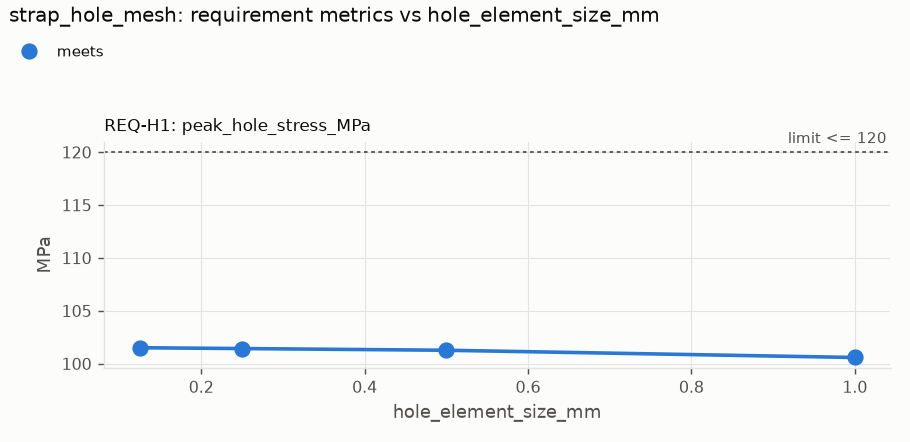 strap_hole_mesh: requirement metrics vs hole_element_size_mm
meets
REQ-H1: peak_hole_stress_MPa
limit <= 120
120
115
110
105
100
MPa
0.2
0.4
0.6
0.8
1.0
hole_element_size_mm